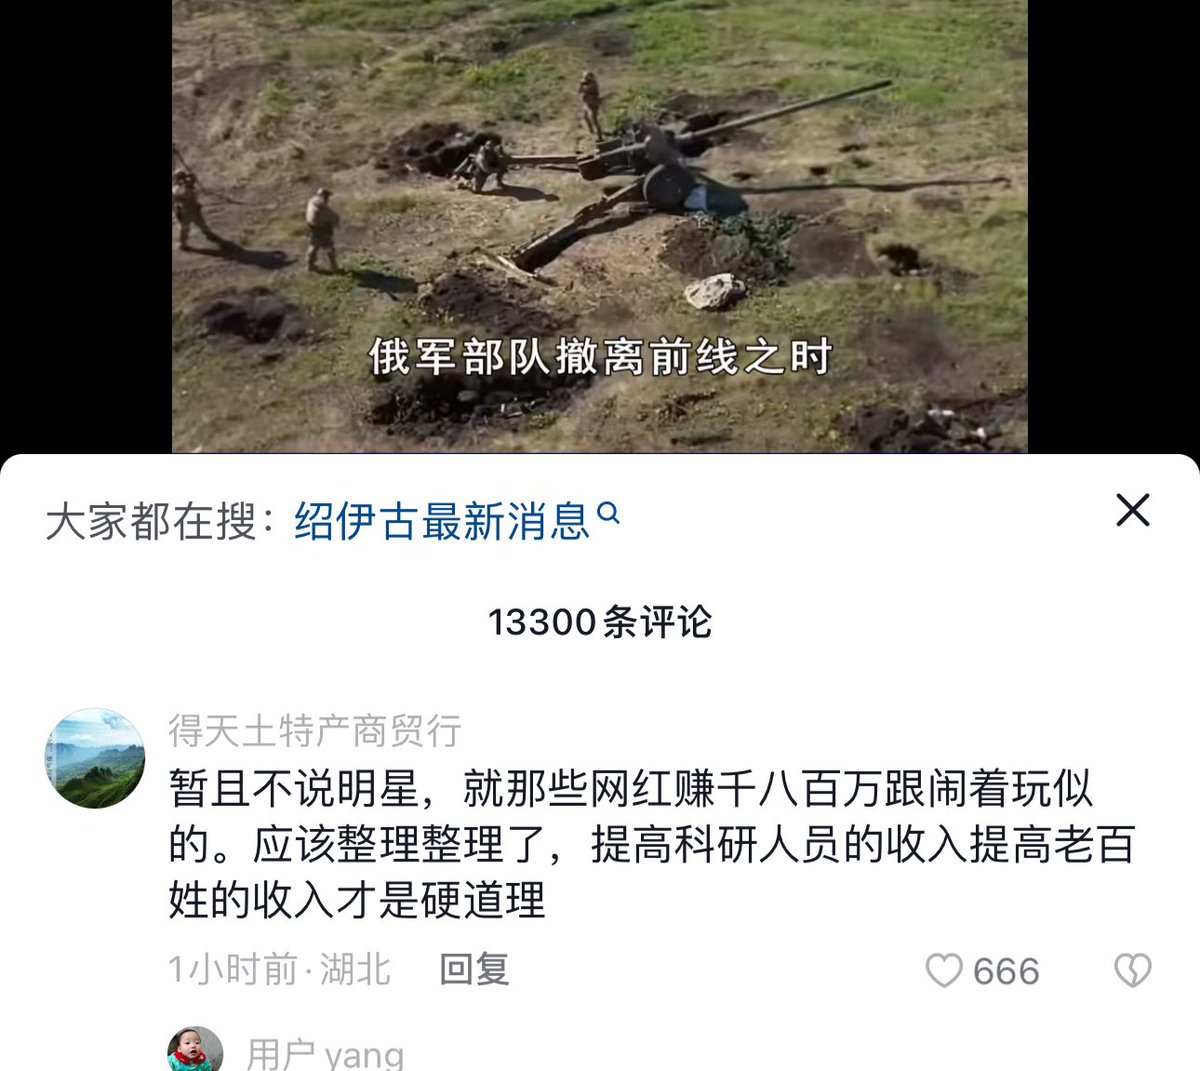 俄军部队撤离前线之时
大家都在搜：绍伊古最新消息
13300条评论
得天土特产商贸行
暂且不说明星，就那些网红赚千八百万跟闹着玩似
的。应该整理整理了，提高科研人员的收入提高老百
姓的收入才是硬道理
1小时前·湖北 回复 666
用户yang